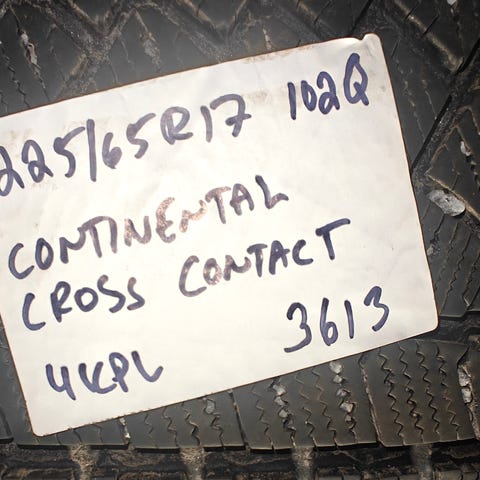 225/65R17 102Q
CONTINENTAL
CROSS CONTACT
4KPL 3613